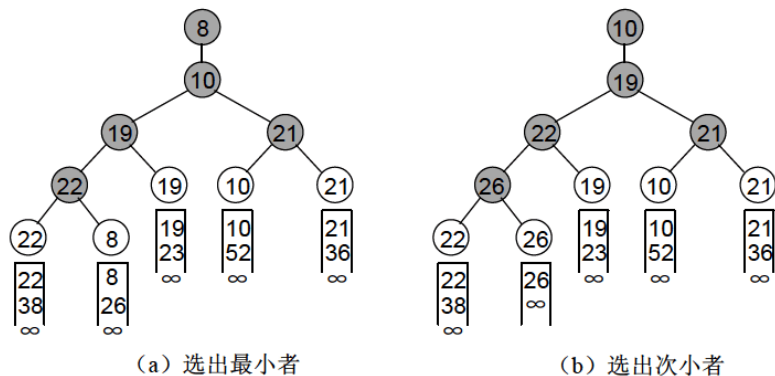 8 10
10 19
19 21 22 21
22 19 10 21 26 19 10 21
22 8 19 10 21 22 26 19 10 21
23 52 36 23 52 36
22 8 ∞ ∞ ∞ 22 26 ∞ ∞ ∞
38 26 38 ∞
∞ ∞ ∞
（a）选出最小者 （b）选出次小者